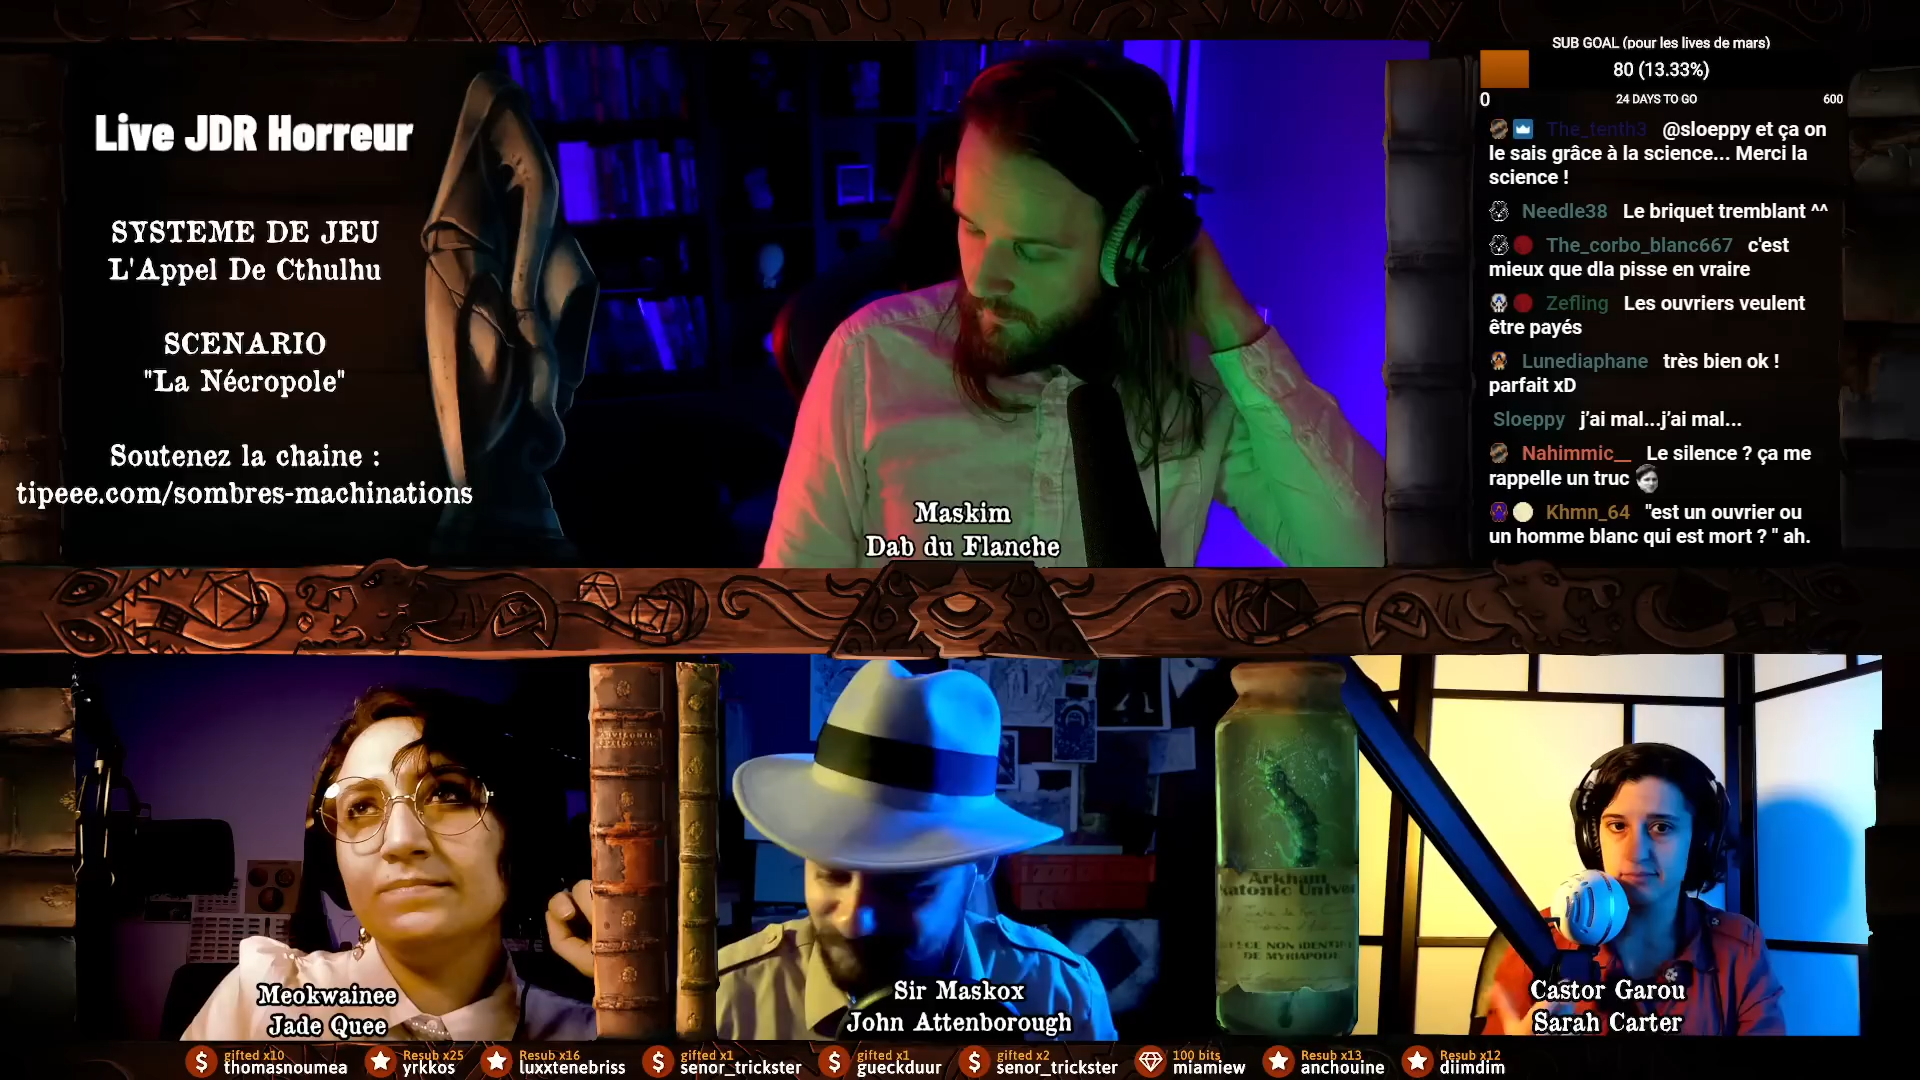 Live JDR Horreur
SYSTEME DE JEU
L'Appel De Cthulhu
SCENARIO
"La Nécropole"
Soutenez la chaine :
tipeee.com/sombres-machinations
Maskim
Dab du Flanche
SUB GOAL (pour les lives de mars)
80 (13.33%)
0
24 DAYS TO GO
600
The_tenth3 @sloeppy et ça on
le sais grâce à la science... Merci la
science !
Needle38 Le briquet tremblant ^^
The_corbo_blanc667 c'est
mieux que dla pisse en vraire
Zefling Les ouvriers veulent
être payés
Lunediaphane très bien ok !
parfait xD
Sloeppy j'ai mal...j'ai mal...
Nahimmic__ Le silence ? ça me
rappelle un truc
Khmn_64 "est un ouvrier ou
un homme blanc qui est mort ? " ah.
Meokwainee
Jade Quee
Sir Maskox
John Attenborough
Arkham
DE MYRIAPODE
Castor Garou
Sarah Carter
gifted x10
thomasnoumea
Resub x25
yrkkos
Resub x16
luxxtenebriss
gifted x1
senor_trickster
gifted x1
gueckduur
gifted x2
senor_trickster
100 bits
miamiew
Resub x13
anchouine
Resub x12
diimdim